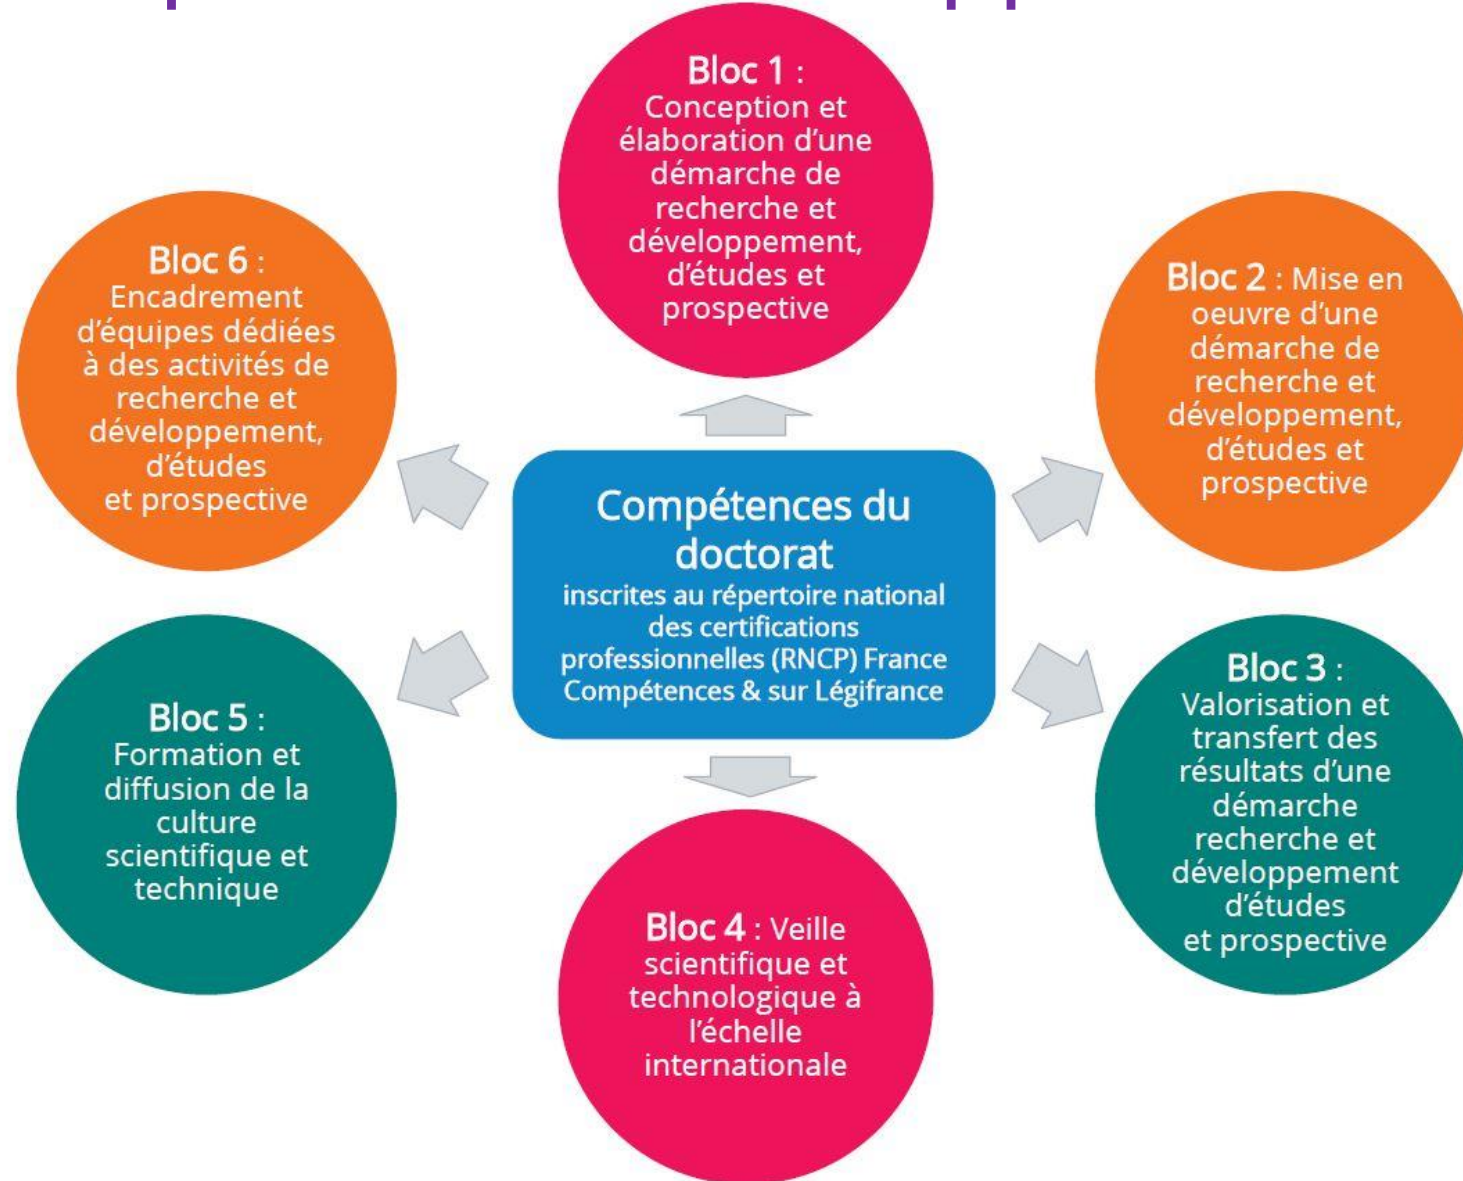 Bloc 1 :
Conception et
élaboration d’une
démarche de
recherche et
développement,
d’études et
prospective
Bloc 2 : Mise en
oeuvre d’une
démarche de
recherche et
développement,
d’études et
prospective
Bloc 3 :
Valorisation et
transfert des
résultats d’une
démarche
recherche et
développement
d’études
et prospective
Bloc 4 : Veille
scientifique et
technologique à
l’échelle
internationale
Bloc 5 :
Formation et
diffusion de la
culture
scientifique et
technique
Bloc 6 :
Encadrement
d’équipes dédiées
à des activités de
recherche et
développement,
d’études
et prospective
Compétences du
doctorat
inscrites au répertoire national
des certifications
professionnelles (RNCP) France
Compétences & sur Légifrance